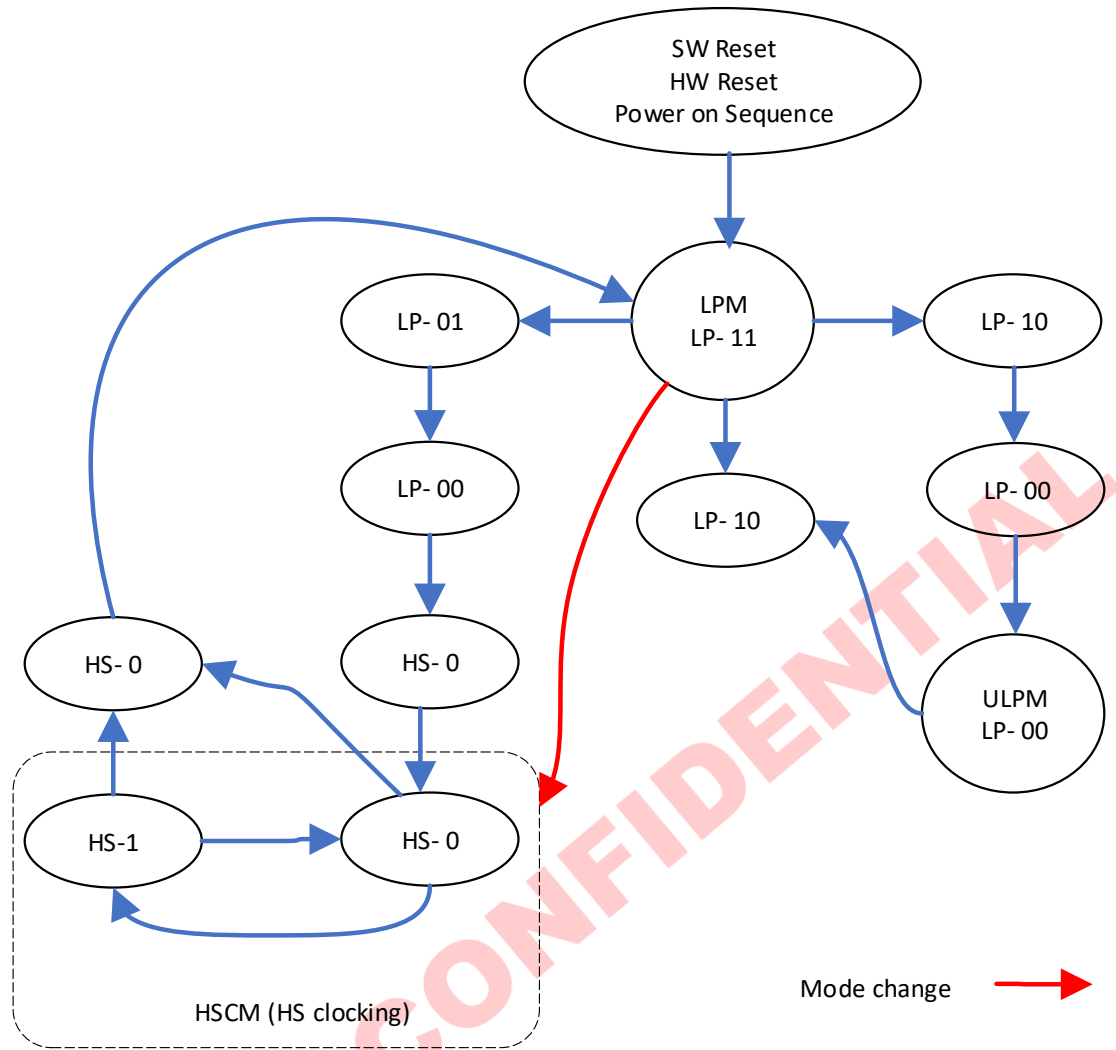 SW Reset
HW Reset
Power on Sequence
LPM
LP- 11
LP- 01
LP- 10
LP- 00
LP- 10
LP- 00
HS- 0
HS- 0
ULPM
LP- 00
HS-1
HS- 0
HSCM (HS clocking)
Mode change
CONFIDENTIAL